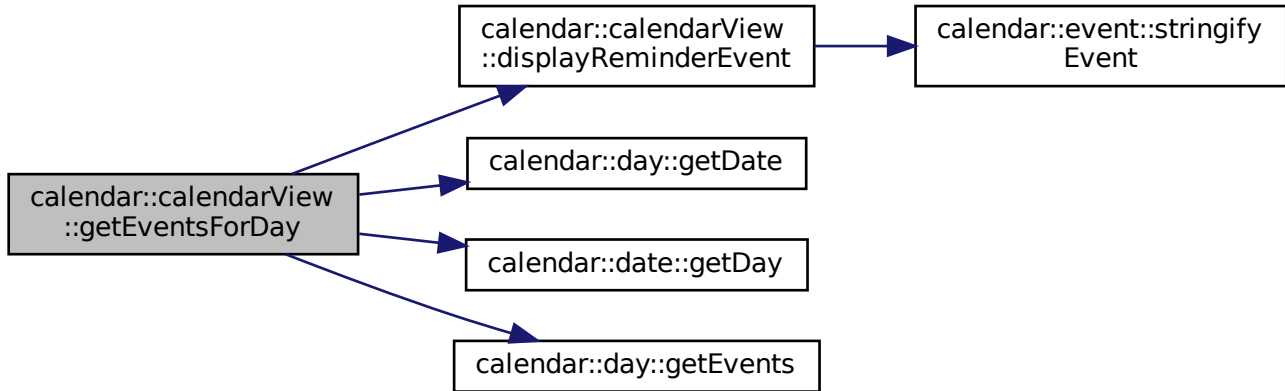 calendar::calendarView
::displayReminderEvent
calendar::event::stringify
Event
calendar::day::getDate
calendar::calendarView
::getEventsForDay
calendar::date::getDay
calendar::day::getEvents